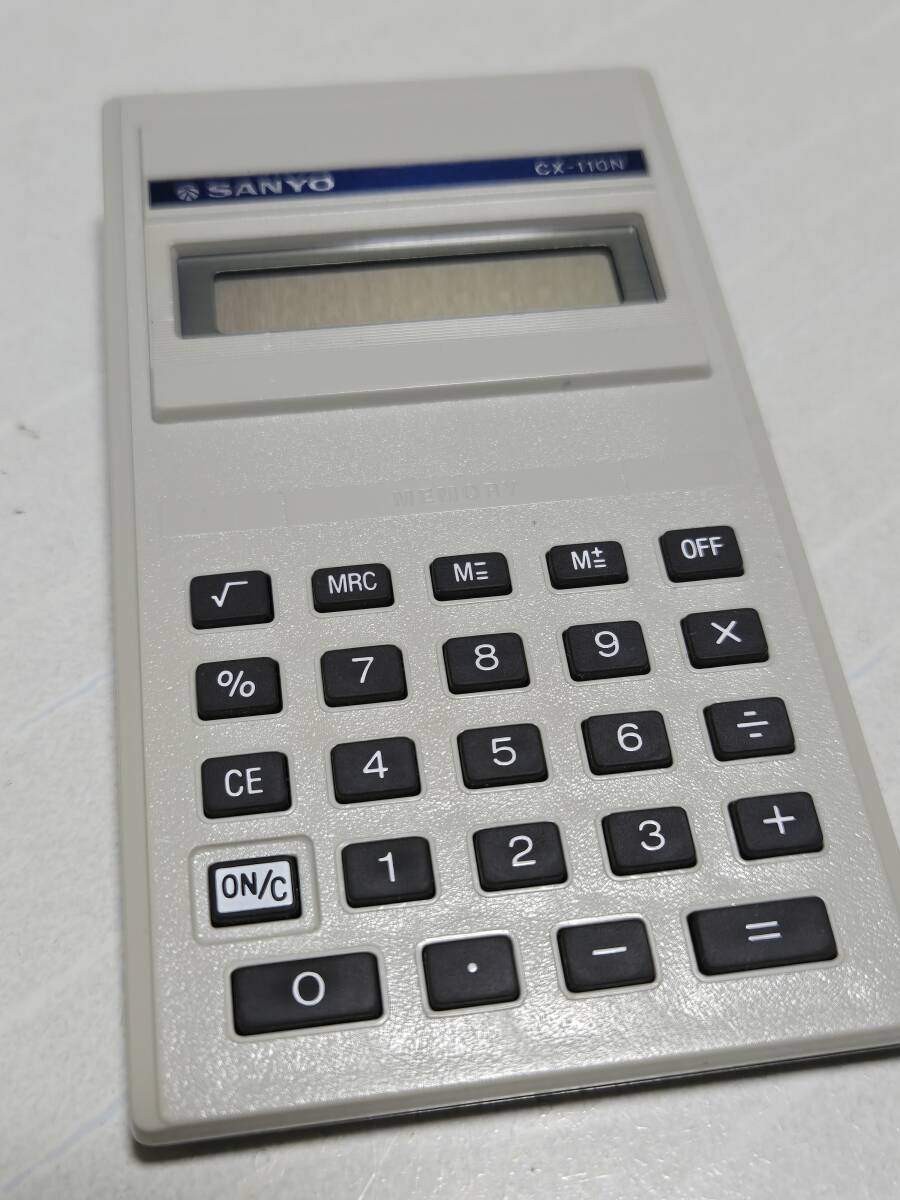 SANYO CX-110N
MEMORY
√ MRC M= M±= OFF
% 7 8 9 ×
CE 4 5 6 ÷
ON/C 1 2 3 +
0 . − =